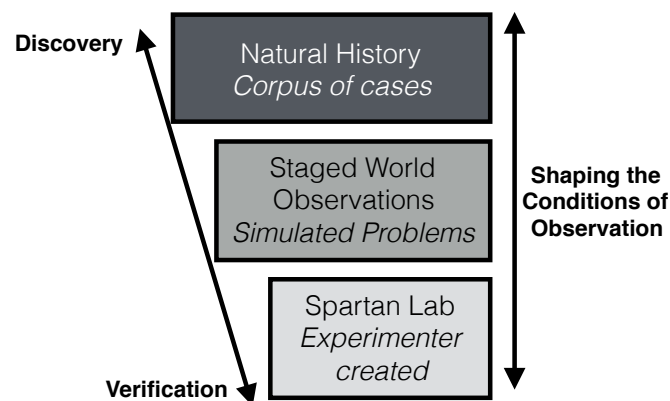 Discovery
Natural History
Corpus of cases
Staged World
Observations
Simulated Problems
Shaping the
Conditions of
Observation
Spartan Lab
Experimenter
created
Verification